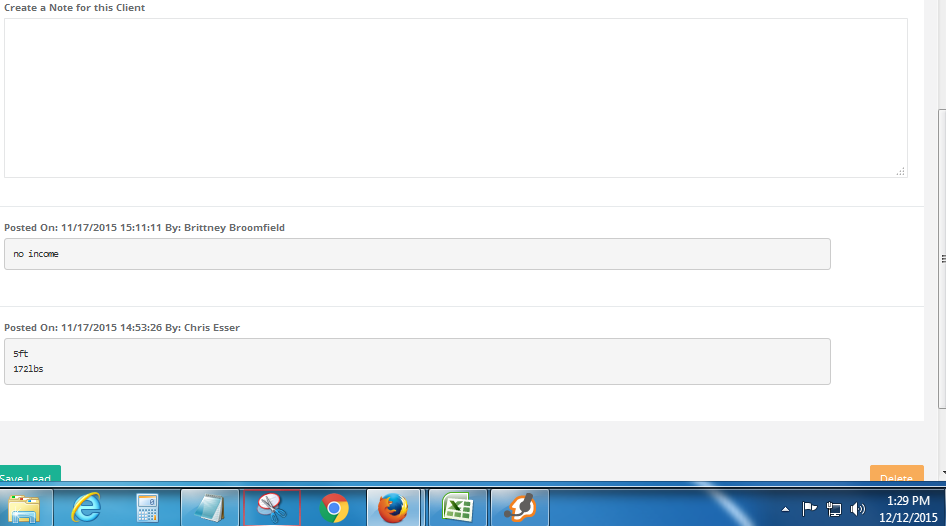 Create a Note for this Client
Posted On: 11/17/2015 15:11:11 By: Brittney Broomfield
no income
Posted On: 11/17/2015 14:53:26 By: Chris Esser
5ft
172lbs
Save Lead
Delete
1:29 PM
12/12/2015